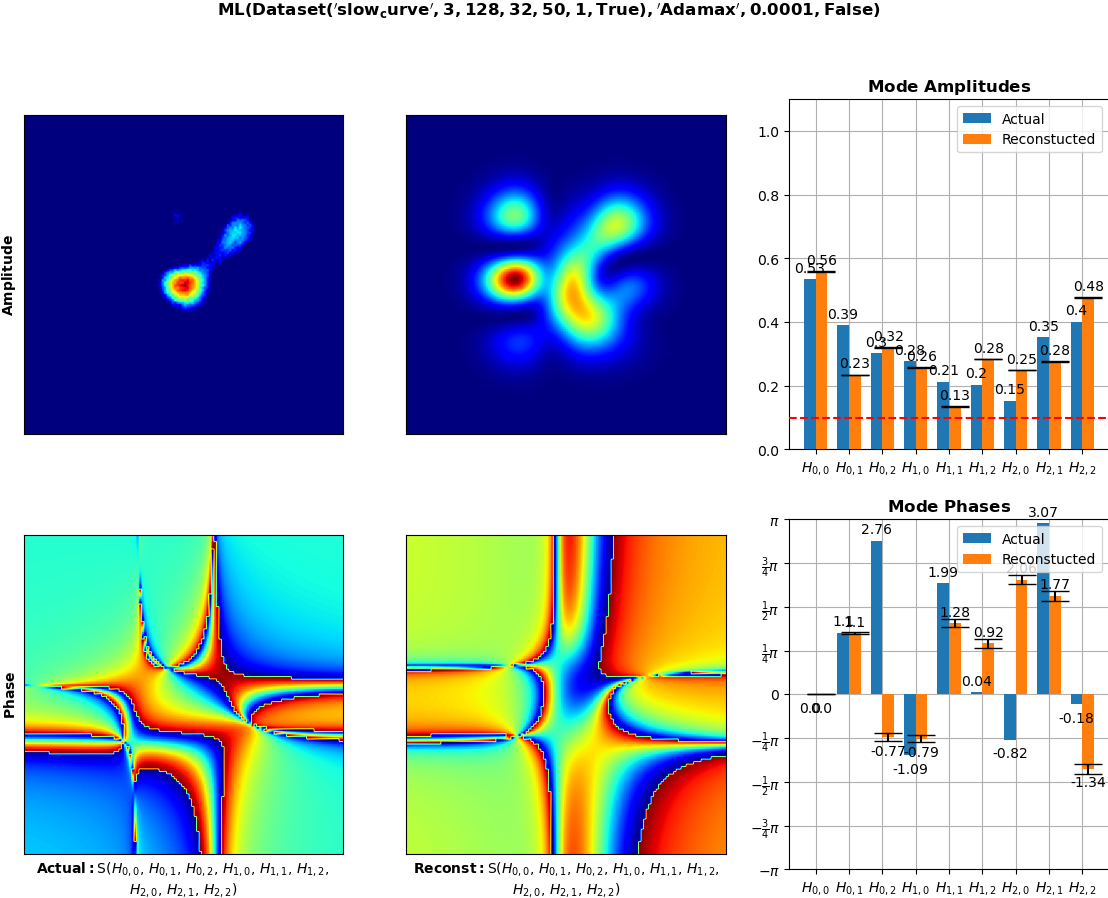 ML(Dataset('slow_curve', 3, 128, 32, 50, 1, True), 'Adamax', 0.0001, False)
Amplitude
Mode Amplitudes
Actual
Reconstucted
1.0
0.8
0.6
0.4
0.2
0.0
0.53
0.56
0.39
0.23
0.3
0.32
0.28
0.26
0.21
0.13
0.2
0.28
0.15
0.25
0.35
0.28
0.4
0.48
H0,0 H0,1 H0,2 H1,0 H1,1 H1,2 H2,0 H2,1 H2,2
Phase
Mode Phases
Actual
Reconstucted
π
3/4π
1/2π
1/4π
0
−1/4π
−1/2π
−3/4π
−π
0.0
0.0
1.1
1.1
2.76
-0.77
-1.09
-0.79
1.99
1.28
0.04
0.92
-0.82
2.06
3.07
1.77
-0.18
-1.34
H0,0 H0,1 H0,2 H1,0 H1,1 H1,2 H2,0 H2,1 H2,2
Actual: S(H0,0, H0,1, H0,2, H1,0, H1,1, H1,2,
H2,0, H2,1, H2,2)
Reconst: S(H0,0, H0,1, H0,2, H1,0, H1,1, H1,2,
H2,0, H2,1, H2,2)